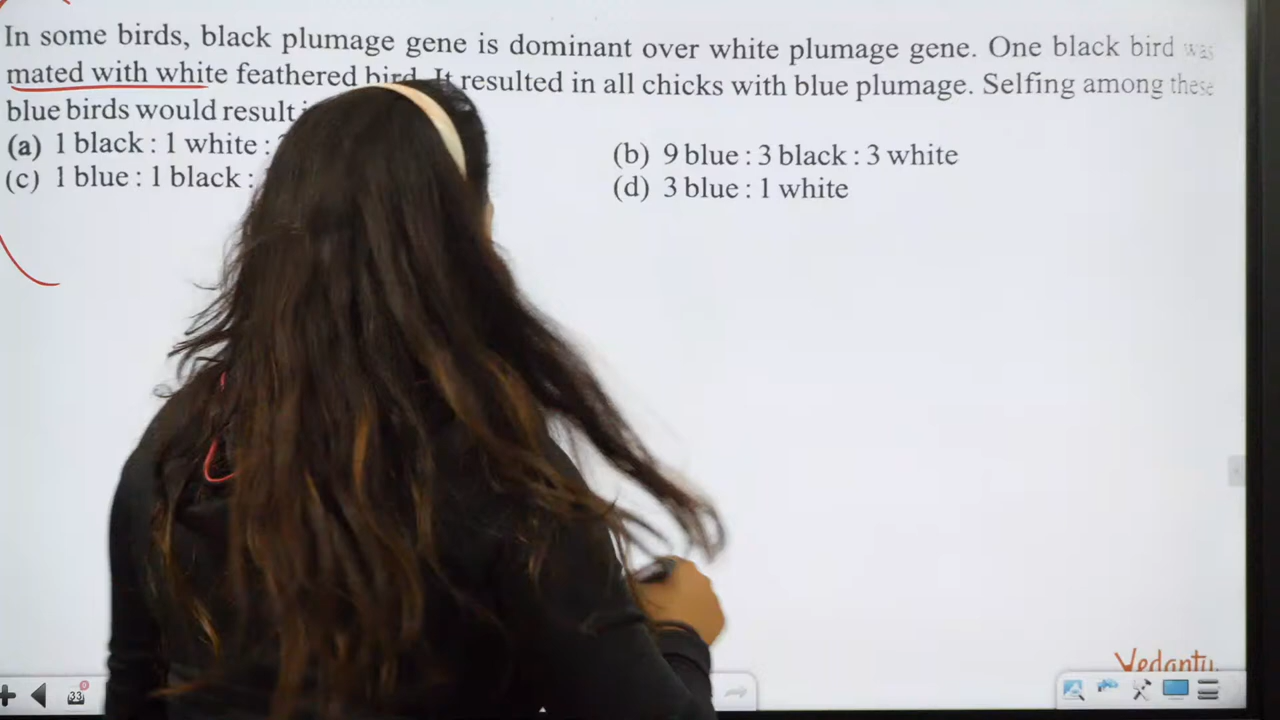 In some birds, black plumage gene is dominant over white plumage gene. One black bird was
mated with white feathered bird. It resulted in all chicks with blue plumage. Selfing among these
blue birds would result
(a) 1 black : 1 white :
(b) 9 blue : 3 black : 3 white
(c) 1 blue : 1 black :
(d) 3 blue : 1 white
Vedantu
33